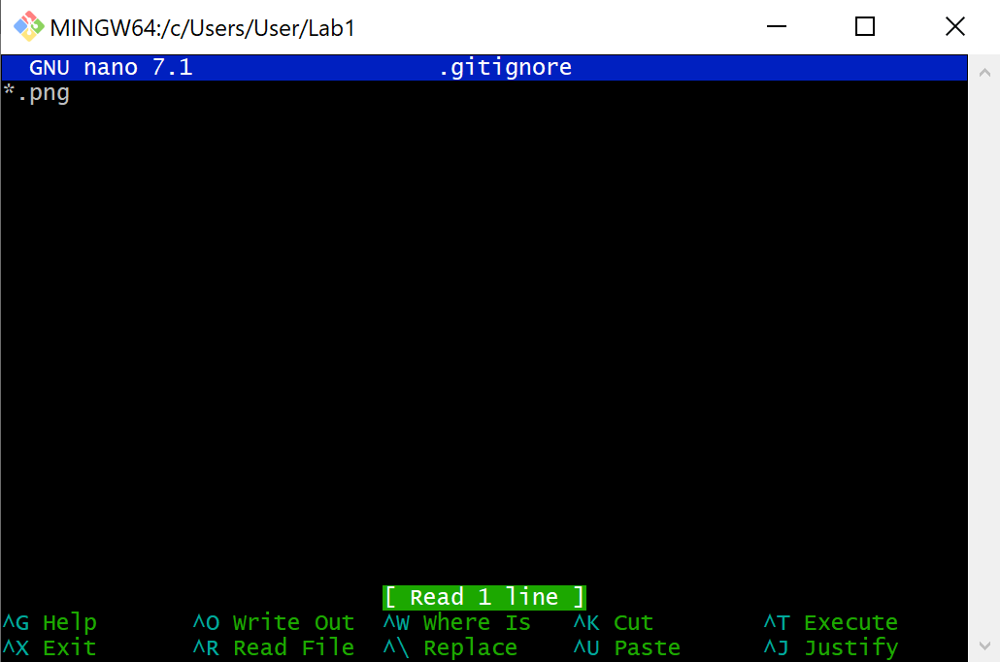 MINGW64:/c/Users/User/Lab1
GNU nano 7.1 .gitignore
*.png
[ Read 1 line ]
^G Help ^O Write Out ^W Where Is ^K Cut ^T Execute
^X Exit ^R Read File ^\ Replace ^U Paste ^J Justify